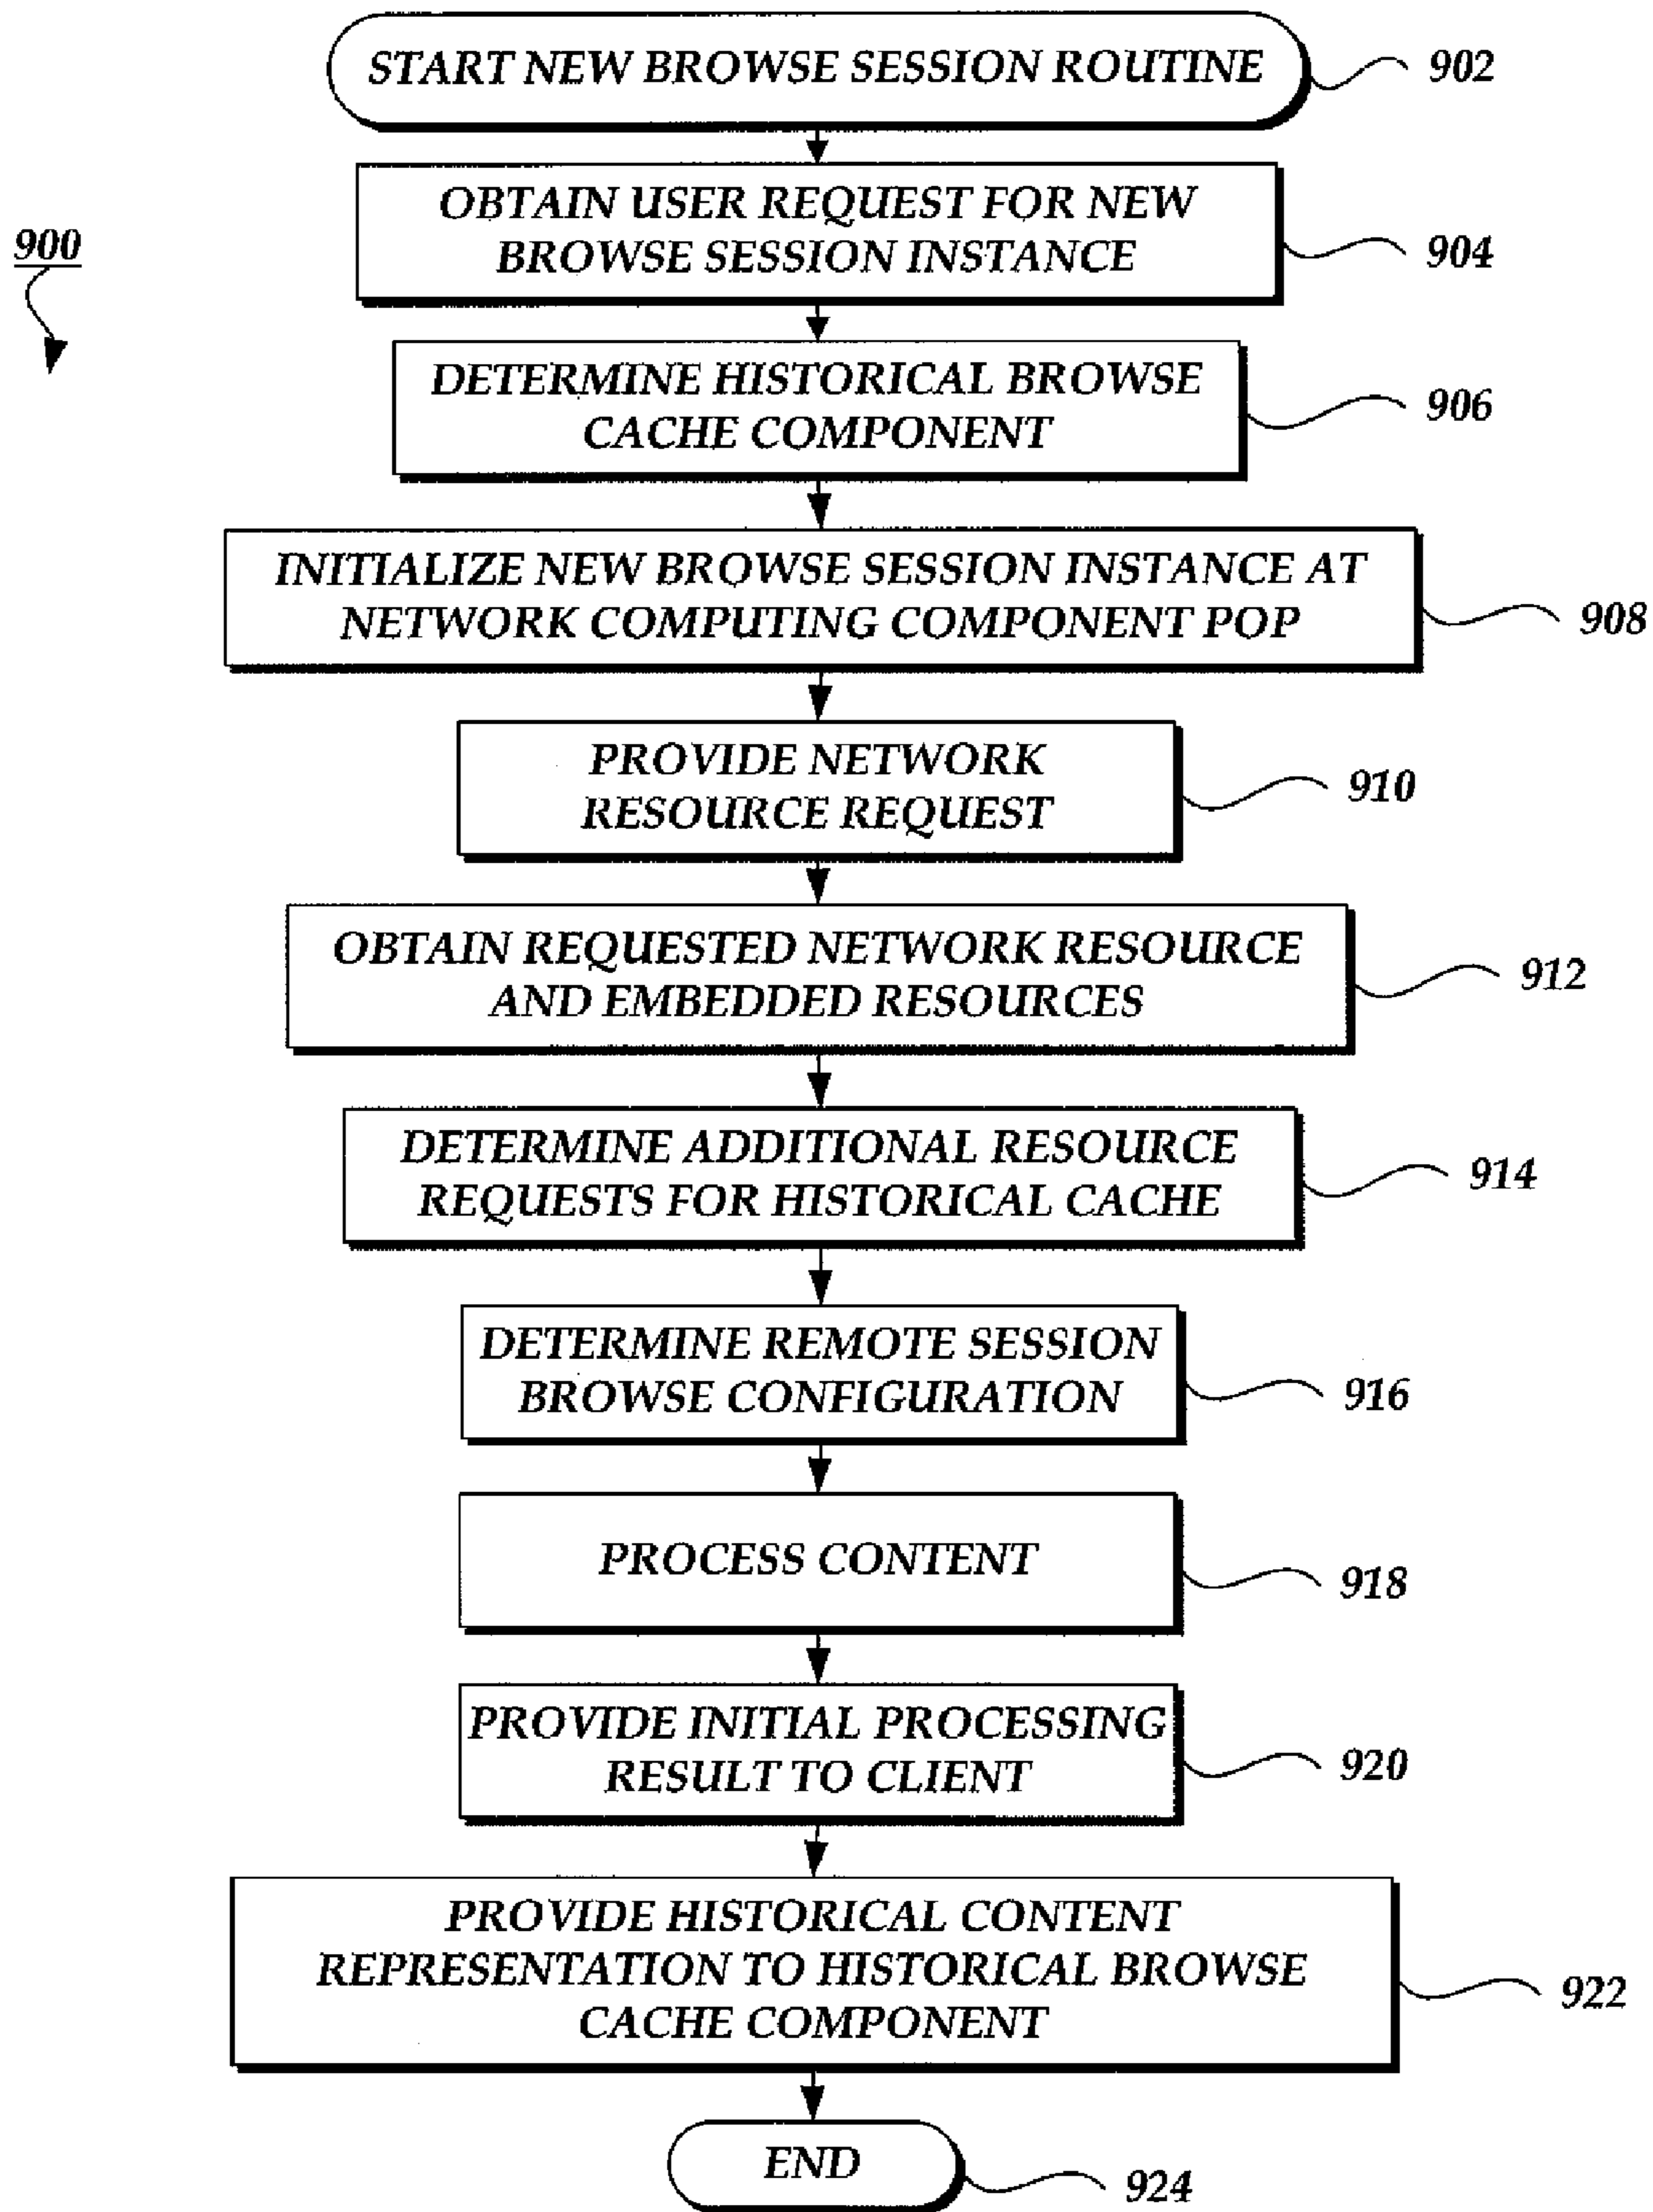 START NEW BROWSE SESSION ROUTINE
902
900
OBTAIN USER REQUEST FOR NEW
BROWSE SESSION INSTANCE
904
DETERMINE HISTORICAL BROWSE
CACHE COMPONENT
906
INITIALIZE NEW BROWSE SESSION INSTANCE AT
NETWORK COMPUTING COMPONENT POP
908
PROVIDE NETWORK
RESOURCE REQUEST
910
OBTAIN REQUESTED NETWORK RESOURCE
AND EMBEDDED RESOURCES
912
DETERMINE ADDITIONAL RESOURCE
REQUESTS FOR HISTORICAL CACHE
914
DETERMINE REMOTE SESSION
BROWSE CONFIGURATION
916
PROCESS CONTENT
918
PROVIDE INITIAL PROCESSING
RESULT TO CLIENT
920
PROVIDE HISTORICAL CONTENT
REPRESENTATION TO HISTORICAL BROWSE
CACHE COMPONENT
922
END
924